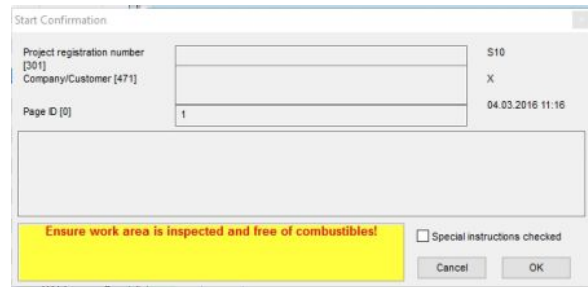 Start Confirmation
Project registration number
[301]
S10
Company/Customer [471]
X
Page ID [0]
1
04.03.2016 11:16
Ensure work area is inspected and free of combustibles!
Special instructions checked
Cancel
OK